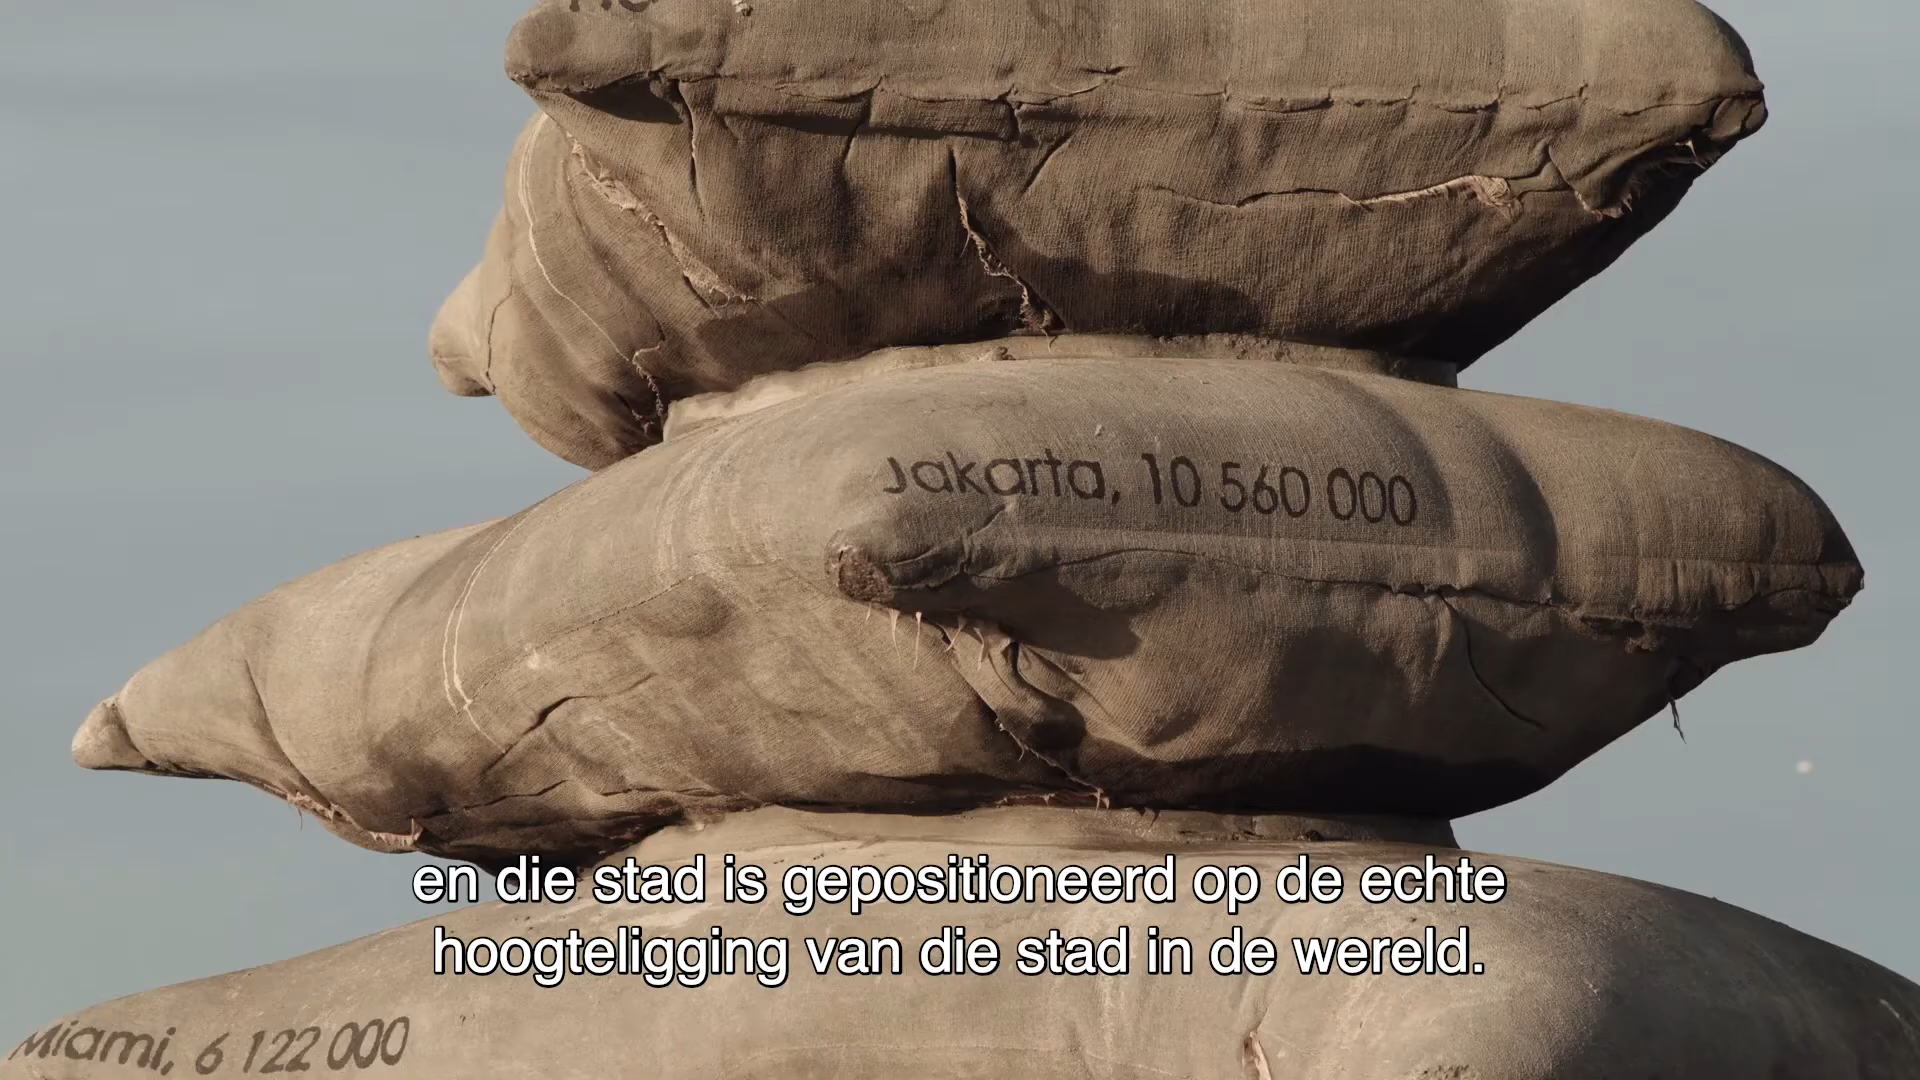 Jakarta, 10 560 000
en die stad is gepositioneerd op de echte
hoogteligging van die stad in de wereld.
Miami, 6 122 000